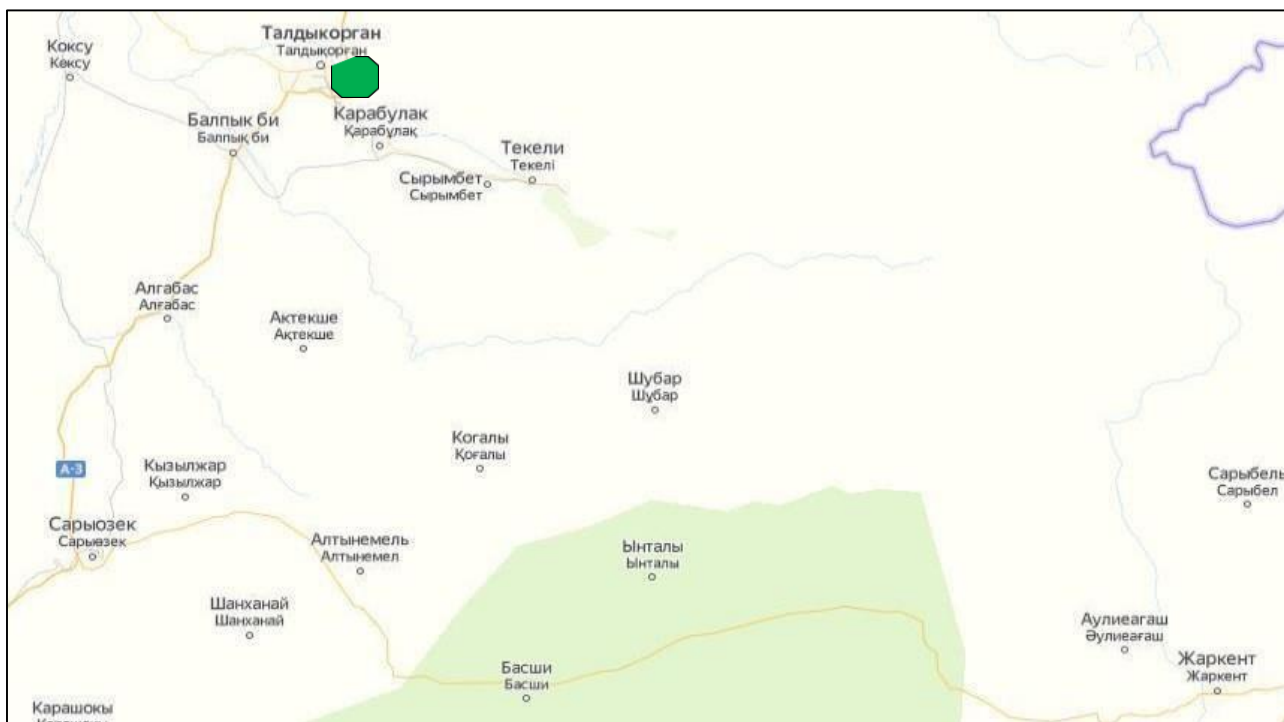 Талдыкорган
Талдықорған
Коксу
Көксу
Балпык би
Балпық би
Карабулак
Қарабұлақ
Текели
Текелі
Сырымбет
Сырымбет
Алгабас
Алғабас
Актекше
Ақтекше
Шубар
Шұбар
Когалы
Қоғалы
А-3
Кызылжар
Қызылжар
Сарыбель
Сарыбел
Сарыозек
Сарыөзек
Алтынемель
Алтынемел
Ынталы
Ынталы
Шанханай
Шанханай
Аулиеагаш
Әулиеағаш
Басши
Басши
Жаркент
Жаркент
Карашокы